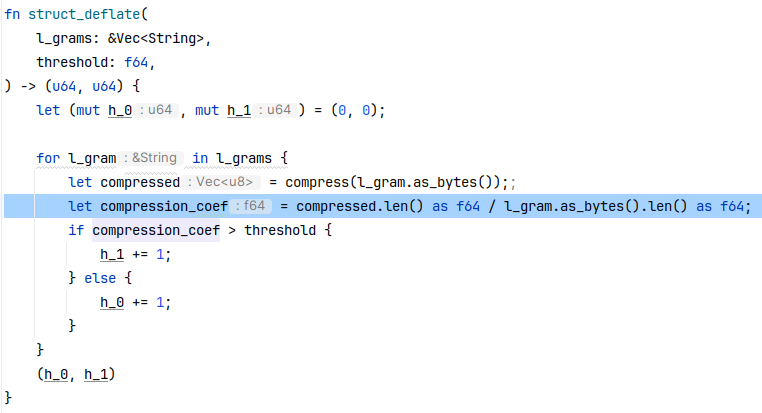 fn struct_deflate(
    l_grams: &Vec<String>,
    threshold: f64,
) -> (u64, u64) {
    let (mut h_0 : u64 , mut h_1 : u64 ) = (0, 0);

    for l_gram : &String  in l_grams {
        let compressed : Vec<u8>  = compress(l_gram.as_bytes());;
        let compression_coef : f64  = compressed.len() as f64 / l_gram.as_bytes().len() as f64;
        if compression_coef > threshold {
            h_1 += 1;
        } else {
            h_0 += 1;
        }
    }
    (h_0, h_1)
}